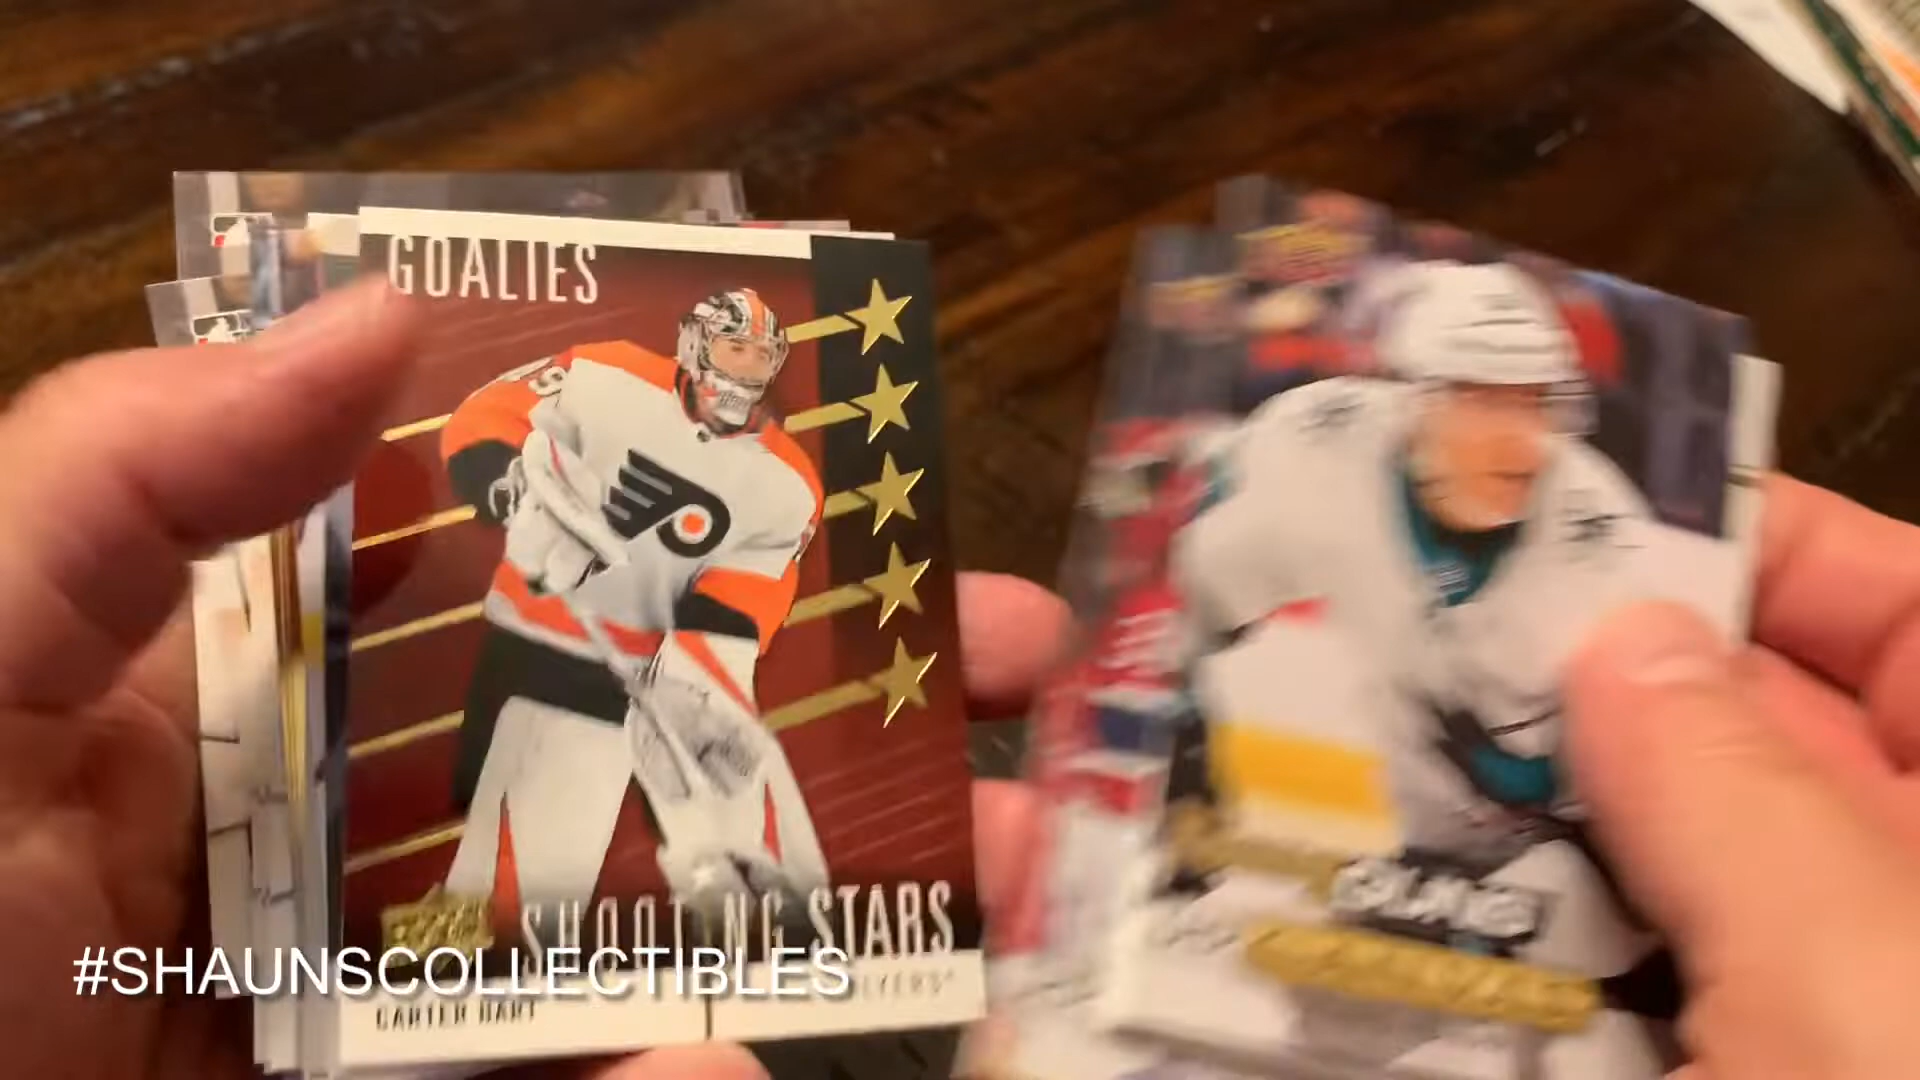 GOALIES
SHOOTING STARS
FLYERS
CARTER HART
#SHAUNSCOLLECTIBLES